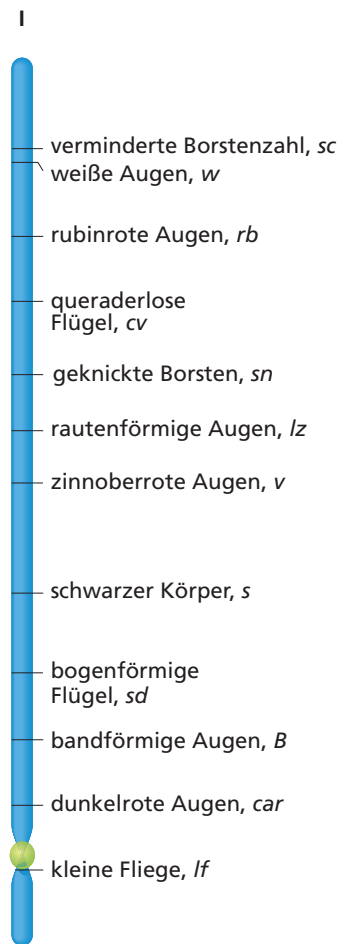 I
verminderte Borstenzahl, sc
weiße Augen, w
rubinrote Augen, rb
queraderlose
Flügel, cv
geknickte Borsten, sn
rautenförmige Augen, lz
zinnoberrote Augen, v
schwarzer Körper, s
bogenförmige
Flügel, sd
bandförmige Augen, B
dunkelrote Augen, car
kleine Fliege, lf